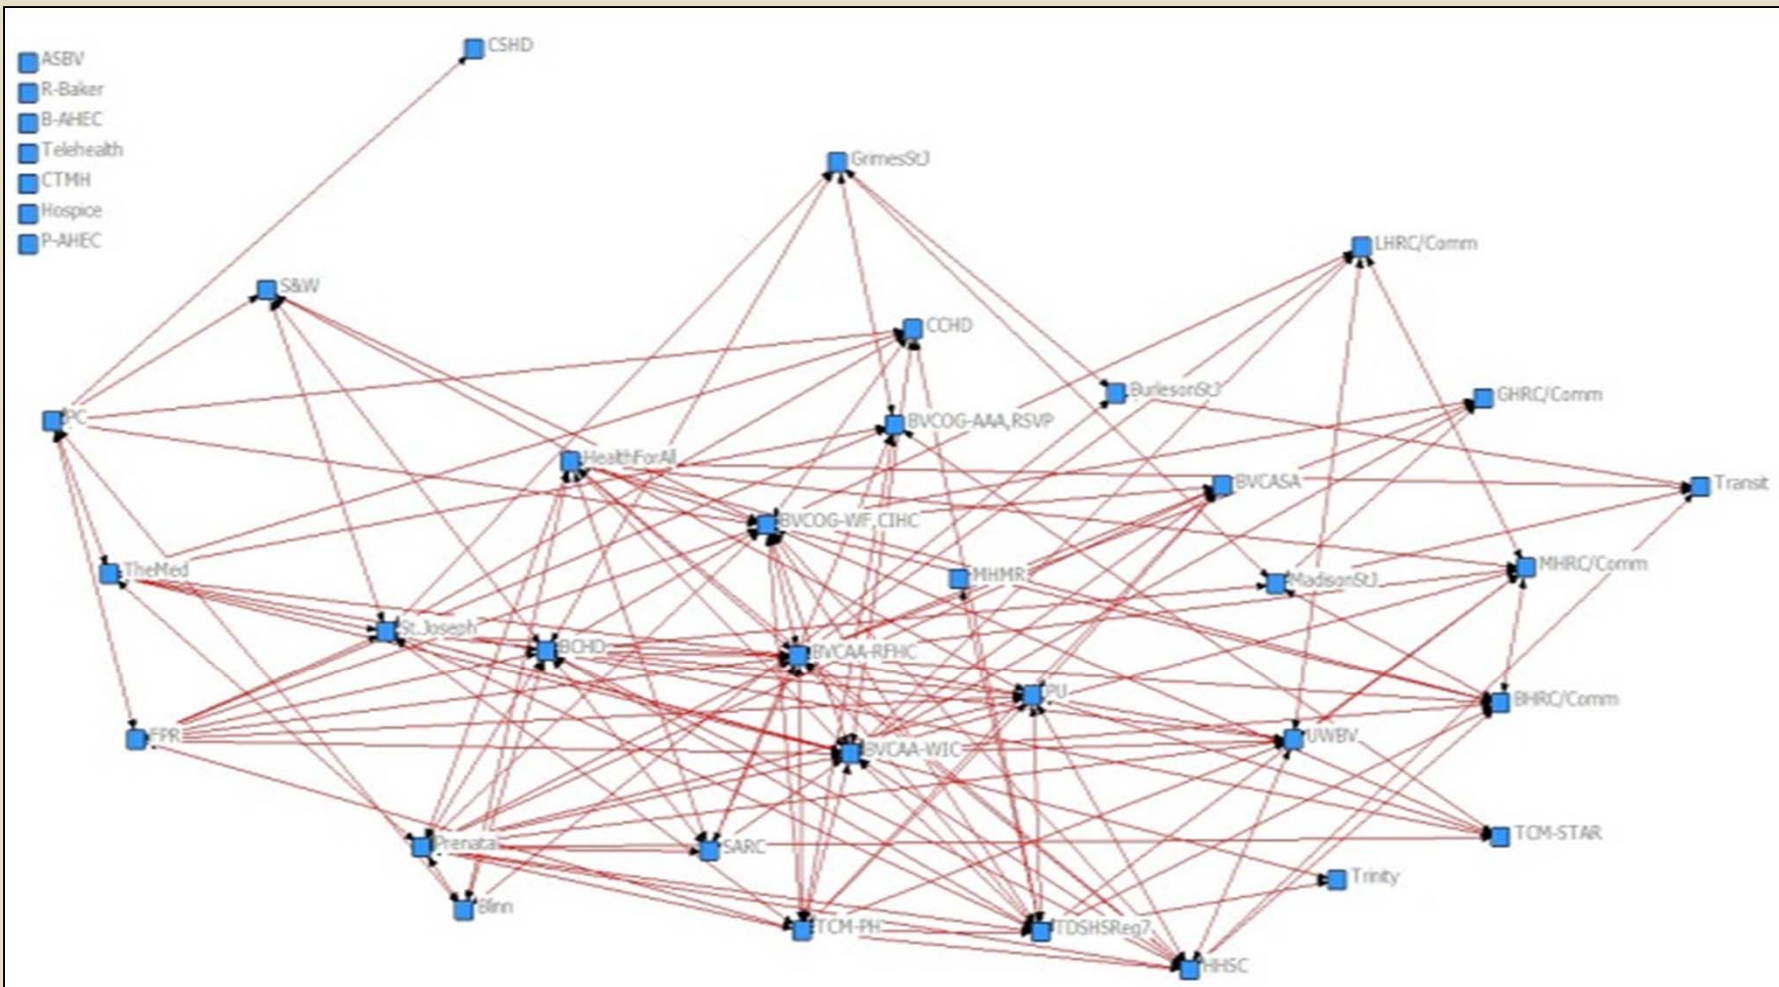 CSHD
ASBV
R-Baker
B-AHEC
Telehealth
CTMH
Hospice
P-AHEC
GrimesStJ
LHRC/Comm
S&W
CCHD
BurlesonStJ
GHRC/Comm
PC
BVCOG-AAA,RSVP
HealthForAll
BVCASA
Transit
BVCOG-WF,CIHC
MHMR
MadisonStJ
MHRC/Comm
TheMed
St.Joseph
BCHD
BVCAA-RFHC
PU
BHRC/Comm
FPR
BVCAA-WIC
UWBV
Prenatal
SARC
TCM-STAR
Trinity
Blinn
TCM-PH
TDSHSReg7
HHSC